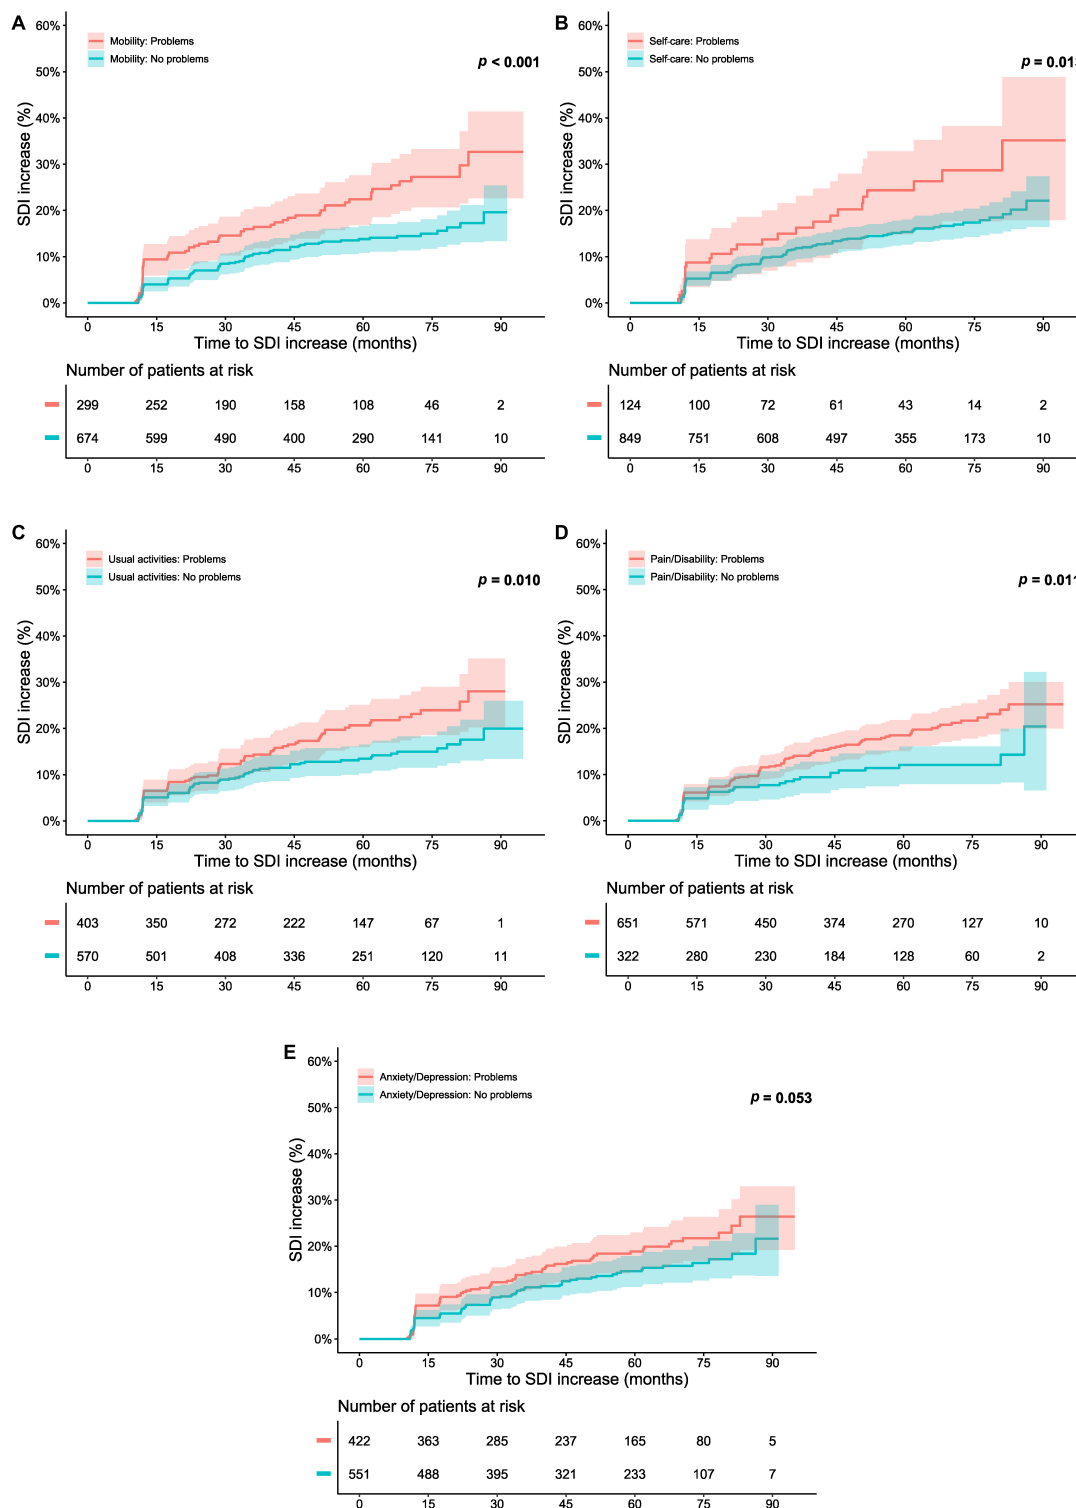 A
60%
50%
40%
30%
20%
10%
0%
SDI increase (%)
Mobility: Problems
Mobility: No problems
p < 0.001
0 15 30 45 60 75 90
Time to SDI increase (months)
Number of patients at risk
299 252 190 158 108 46 2
674 599 490 400 290 141 10
0 15 30 45 60 75 90
B
60%
50%
40%
30%
20%
10%
0%
SDI increase (%)
Self-care: Problems
Self-care: No problems
p = 0.01
0 15 30 45 60 75 90
Time to SDI increase (months)
Number of patients at risk
124 100 72 61 43 14 2
849 751 608 497 355 173 10
0 15 30 45 60 75 90
C
60%
50%
40%
30%
20%
10%
0%
SDI increase (%)
Usual activities: Problems
Usual activities: No problems
p = 0.010
0 15 30 45 60 75 90
Time to SDI increase (months)
Number of patients at risk
403 350 272 222 147 67 1
570 501 408 336 251 120 11
0 15 30 45 60 75 90
D
60%
50%
40%
30%
20%
10%
0%
SDI increase (%)
Pain/Disability: Problems
Pain/Disability: No problems
p = 0.011
0 15 30 45 60 75 90
Time to SDI increase (months)
Number of patients at risk
651 571 450 374 270 127 10
322 280 230 184 128 60 2
0 15 30 45 60 75 90
E
60%
50%
40%
30%
20%
10%
0%
SDI increase (%)
Anxiety/Depression: Problems
Anxiety/Depression: No problems
p = 0.053
0 15 30 45 60 75 90
Time to SDI increase (months)
Number of patients at risk
422 363 285 237 165 80 5
551 488 395 321 233 107 7
0 15 30 45 60 75 90